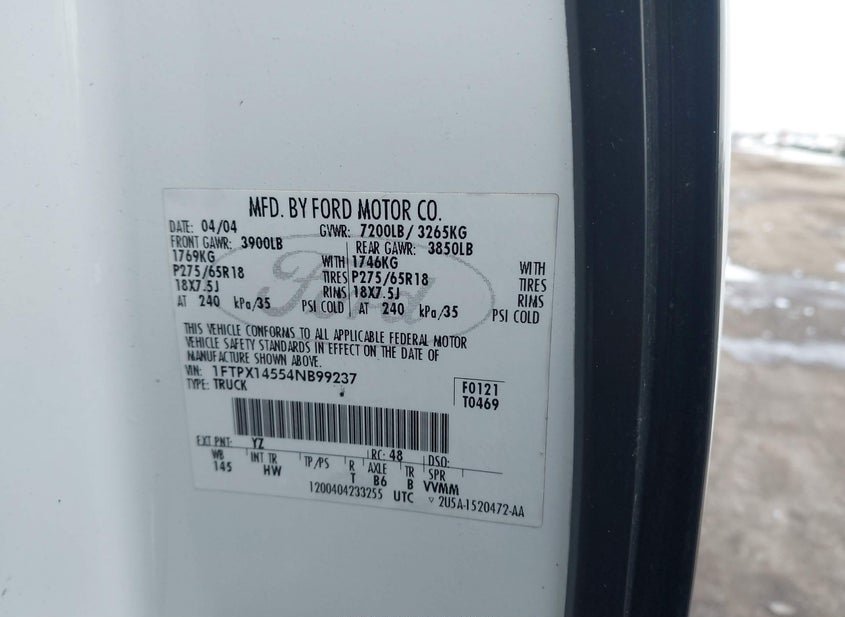 MFD. BY FORD MOTOR CO.
DATE: 04/04 GVWR: 7200LB/ 3265KG
FRONT GAWR: 3900LB REAR GAWR: 3850LB
1769KG WITH 1746KG WITH
P275/65R18 TIRES P275/65R18 TIRES
18X7.5J RIMS 18X7.5J RIMS
AT 240 kPa/35 PSI COLD AT 240 kPa/35 PSI COLD
Ford
THIS VEHICLE CONFORMS TO ALL APPLICABLE FEDERAL MOTOR
VEHICLE SAFETY STANDARDS IN EFFECT ON THE DATE OF
MANUFACTURE SHOWN ABOVE.
VIN: 1FTPX14554NB99237 F0121
TYPE: TRUCK T0469
EXT PNT: YZ RC: 48 DSO:
WB INT TR TP/PS R AXLE TR SPR
145 HW T B6 B VVMM
1200404233255 UTC ▽ 2U5A-1520472-AA